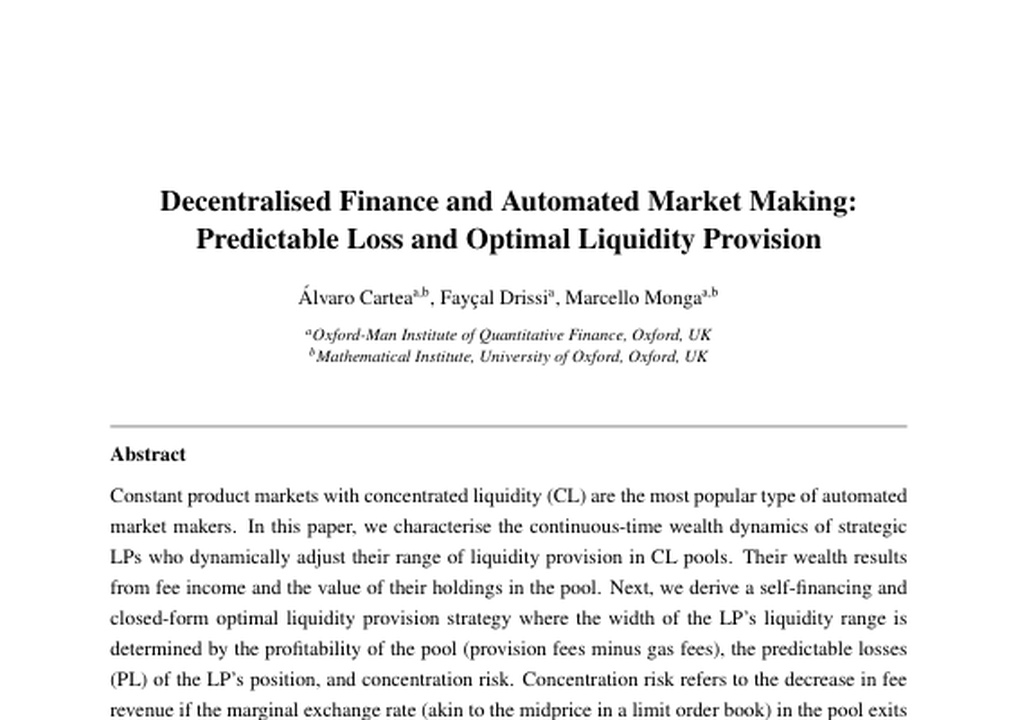 Decentralised Finance and Automated Market Making:
Predictable Loss and Optimal Liquidity Provision
Álvaro Cartea^a,b, Fayçal Drissi^a, Marcello Monga^a,b
^aOxford-Man Institute of Quantitative Finance, Oxford, UK
^bMathematical Institute, University of Oxford, Oxford, UK
Abstract
Constant product markets with concentrated liquidity (CL) are the most popular type of automated
market makers. In this paper, we characterise the continuous-time wealth dynamics of strategic
LPs who dynamically adjust their range of liquidity provision in CL pools. Their wealth results
from fee income and the value of their holdings in the pool. Next, we derive a self-financing and
closed-form optimal liquidity provision strategy where the width of the LP's liquidity range is
determined by the profitability of the pool (provision fees minus gas fees), the predictable losses
(PL) of the LP's position, and concentration risk. Concentration risk refers to the decrease in fee
revenue if the marginal exchange rate (akin to the midprice in a limit order book) in the pool exits